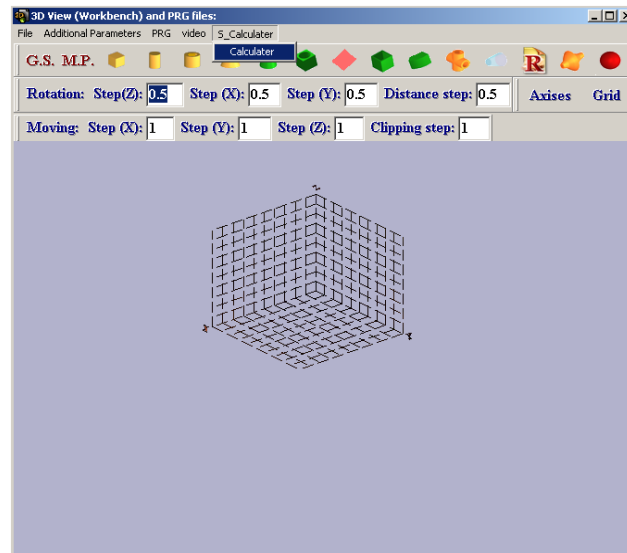 3D View (Workbench) and PRG files:
File Additional Parameters PRG video S_Calculater
Calculater
G.S. M.P. R
Rotation: Step(Z): 0.5 Step (X): 0.5 Step (Y): 0.5 Distance step: 0.5 Axises Grid
Moving: Step (X): 1 Step (Y): 1 Step (Z): 1 Clipping step: 1
Z
X
Y